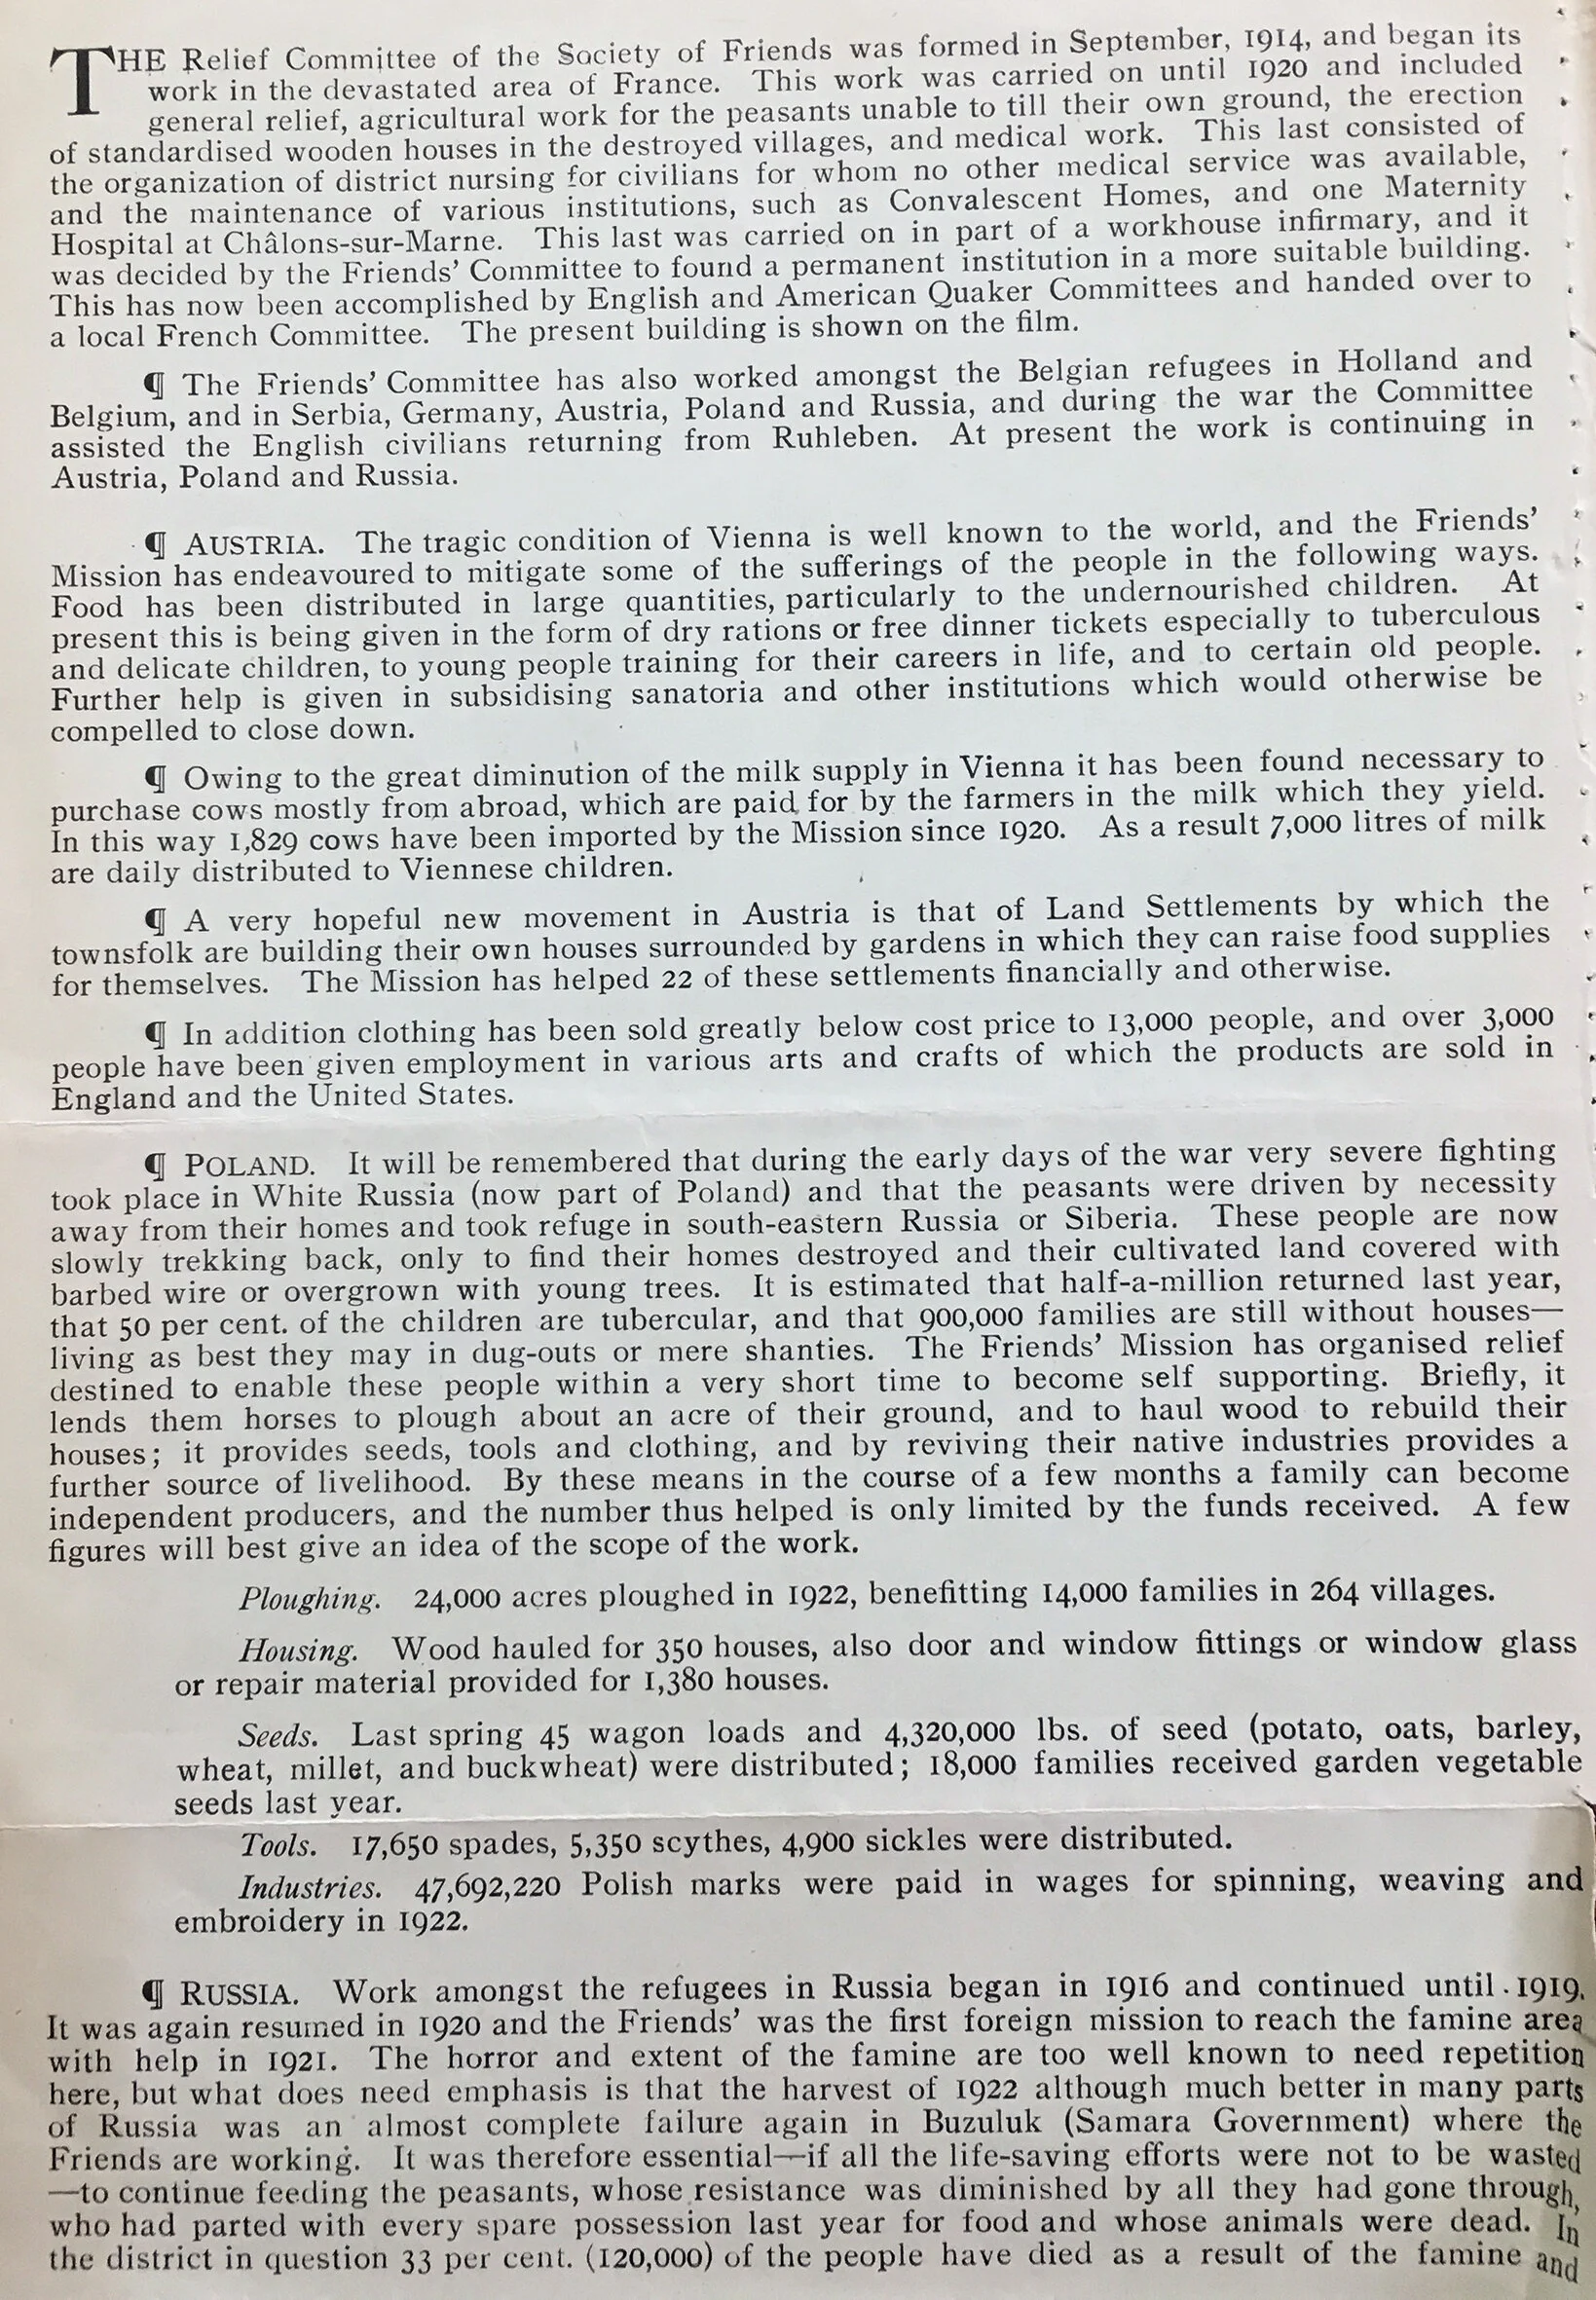 THE Relief Committee of the Society of Friends was formed in September, 1914, and began its
work in the devastated area of France. This work was carried on until 1920 and included
general relief, agricultural work for the peasants unable to till their own ground, the erection
of standardised wooden houses in the destroyed villages, and medical work. This last consisted of
the organization of district nursing for civilians for whom no other medical service was available,
and the maintenance of various institutions, such as Convalescent Homes, and one Maternity
Hospital at Châlons-sur-Marne. This last was carried on in part of a workhouse infirmary, and it
was decided by the Friends' Committee to found a permanent institution in a more suitable building.
This has now been accomplished by English and American Quaker Committees and handed over to
a local French Committee. The present building is shown on the film.
¶ The Friends' Committee has also worked amongst the Belgian refugees in Holland and
Belgium, and in Serbia, Germany, Austria, Poland and Russia, and during the war the Committee
assisted the English civilians returning from Ruhleben. At present the work is continuing in
Austria, Poland and Russia.
¶ AUSTRIA. The tragic condition of Vienna is well known to the world, and the Friends'
Mission has endeavoured to mitigate some of the sufferings of the people in the following ways.
Food has been distributed in large quantities, particularly to the undernourished children. At
present this is being given in the form of dry rations or free dinner tickets especially to tuberculous
and delicate children, to young people training for their careers in life, and to certain old people.
Further help is given in subsidising sanatoria and other institutions which would otherwise be
compelled to close down.
¶ Owing to the great diminution of the milk supply in Vienna it has been found necessary to
purchase cows mostly from abroad, which are paid for by the farmers in the milk which they yield.
In this way 1,829 cows have been imported by the Mission since 1920. As a result 7,000 litres of milk
are daily distributed to Viennese children.
¶ A very hopeful new movement in Austria is that of Land Settlements by which the
townsfolk are building their own houses surrounded by gardens in which they can raise food supplies
for themselves. The Mission has helped 22 of these settlements financially and otherwise.
¶ In addition clothing has been sold greatly below cost price to 13,000 people, and over 3,000
people have been given employment in various arts and crafts of which the products are sold in
England and the United States.
¶ POLAND. It will be remembered that during the early days of the war very severe fighting
took place in White Russia (now part of Poland) and that the peasants were driven by necessity
away from their homes and took refuge in south-eastern Russia or Siberia. These people are now
slowly trekking back, only to find their homes destroyed and their cultivated land covered with
barbed wire or overgrown with young trees. It is estimated that half-a-million returned last year,
that 50 per cent. of the children are tubercular, and that 900,000 families are still without houses—
living as best they may in dug-outs or mere shanties. The Friends' Mission has organised relief
destined to enable these people within a very short time to become self supporting. Briefly, it
lends them horses to plough about an acre of their ground, and to haul wood to rebuild their
houses; it provides seeds, tools and clothing, and by reviving their native industries provides a
further source of livelihood. By these means in the course of a few months a family can become
independent producers, and the number thus helped is only limited by the funds received. A few
figures will best give an idea of the scope of the work.
Ploughing. 24,000 acres ploughed in 1922, benefitting 14,000 families in 264 villages.
Housing. Wood hauled for 350 houses, also door and window fittings or window glass
or repair material provided for 1,380 houses.
Seeds. Last spring 45 wagon loads and 4,320,000 lbs. of seed (potato, oats, barley,
wheat, millet, and buckwheat) were distributed; 18,000 families received garden vegetable
seeds last year.
Tools. 17,650 spades, 5,350 scythes, 4,900 sickles were distributed.
Industries. 47,692,220 Polish marks were paid in wages for spinning, weaving and
embroidery in 1922.
¶ RUSSIA. Work amongst the refugees in Russia began in 1916 and continued until 1919.
It was again resumed in 1920 and the Friends' was the first foreign mission to reach the famine area
with help in 1921. The horror and extent of the famine are too well known to need repetition
here, but what does need emphasis is that the harvest of 1922 although much better in many parts
of Russia was an almost complete failure again in Buzuluk (Samara Government) where the
Friends are working. It was therefore essential—if all the life-saving efforts were not to be wasted
—to continue feeding the peasants, whose resistance was diminished by all they had gone through,
who had parted with every spare possession last year for food and whose animals were dead. In
the district in question 33 per cent. (120,000) of the people have died as a result of the famine and